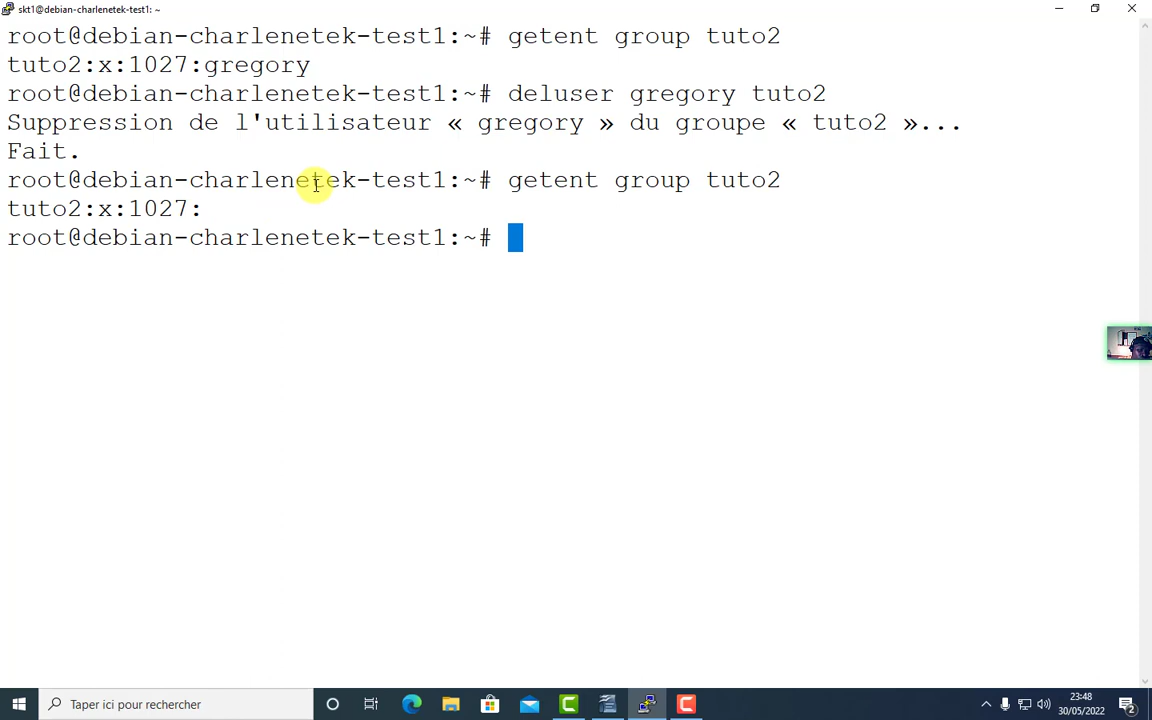 skt1@debian-charlenetek-test1: ~
root@debian-charlenetek-test1:~# getent group tuto2
tuto2:x:1027:gregory
root@debian-charlenetek-test1:~# deluser gregory tuto2
Suppression de l'utilisateur « gregory » du groupe « tuto2 »...
Fait.
root@debian-charlenetek-test1:~# getent group tuto2
tuto2:x:1027:
root@debian-charlenetek-test1:~#
Taper ici pour rechercher
23:48
30/05/2022
2